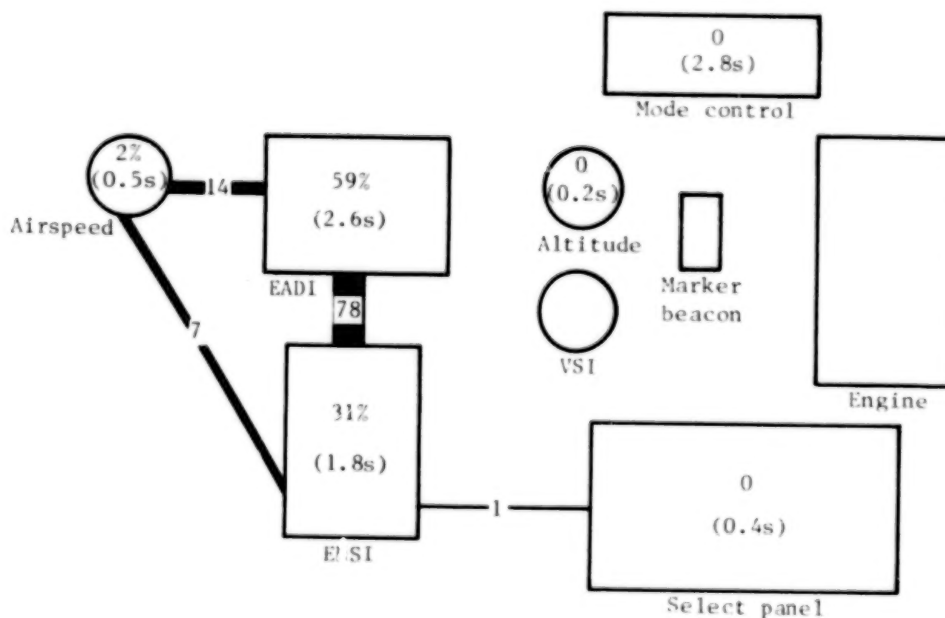 0
(2.8s)
Mode control
2%
(0.5s)
Airspeed
14
59%
(2.6s)
EADI
0
(0.2s)
Altitude
Marker
beacon
VSI
Engine
78
7
31%
(1.8s)
1
0
(0.4s)
Select panel